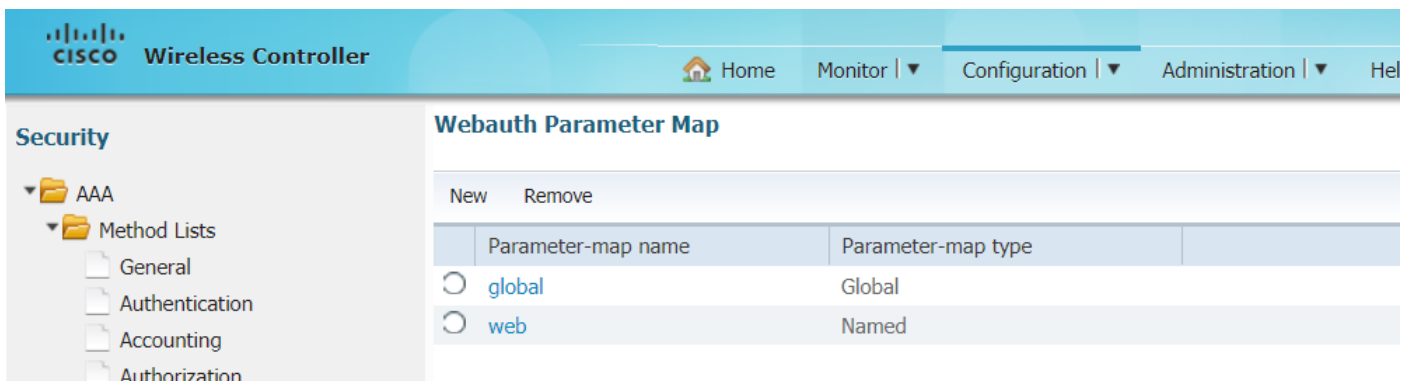 CISCO Wireless Controller
Home Monitor Configuration Administration
Security
Webauth Parameter Map
AAA
New Remove
Method Lists
Parameter-map name Parameter-map type
General
global Global
Authentication
web Named
Accounting
Authorization